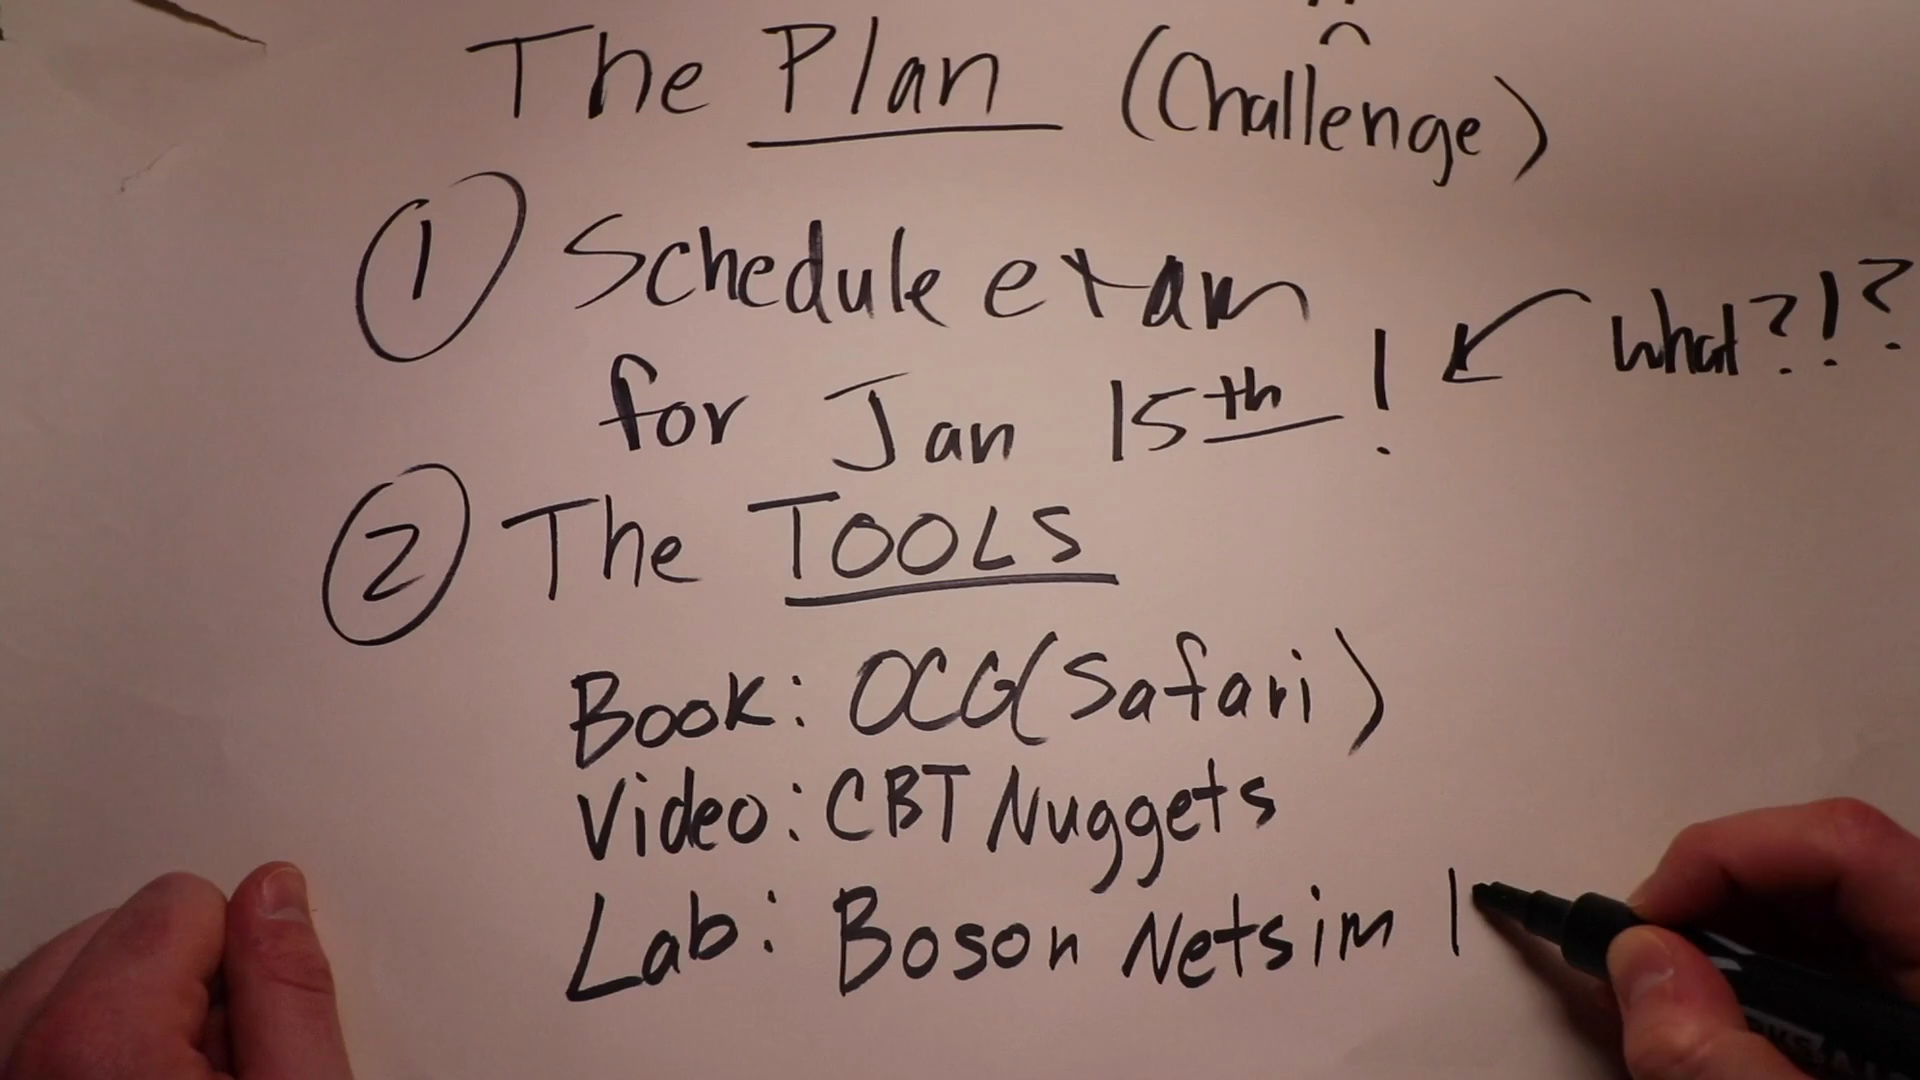 The Plan (Challenge)
1 Schedule exam
for Jan 15th!
What?!?
2 The TOOLS
Book: OCG (Safari)
Video: CBT Nuggets
Lab: Boson Netsim |